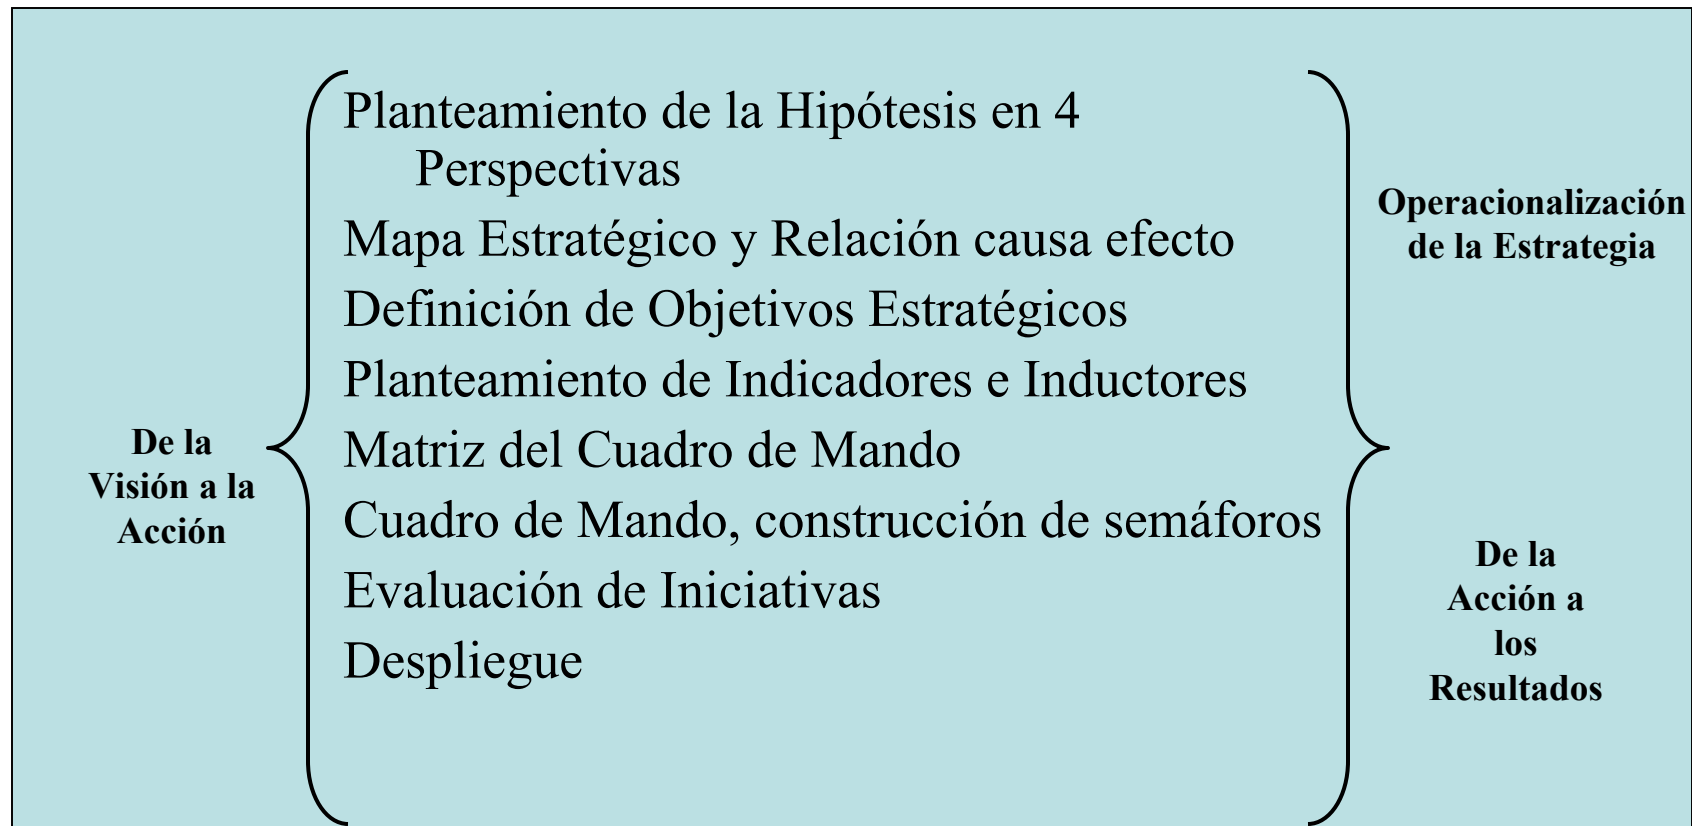 De la
Visión a la
Acción
Planteamiento de la Hipótesis en 4
Perspectivas
Mapa Estratégico y Relación causa efecto
Definición de Objetivos Estratégicos
Planteamiento de Indicadores e Inductores
Matriz del Cuadro de Mando
Cuadro de Mando, construcción de semáforos
Evaluación de Iniciativas
Despliegue
Operacionalización
de la Estrategia
De la
Acción a
los
Resultados